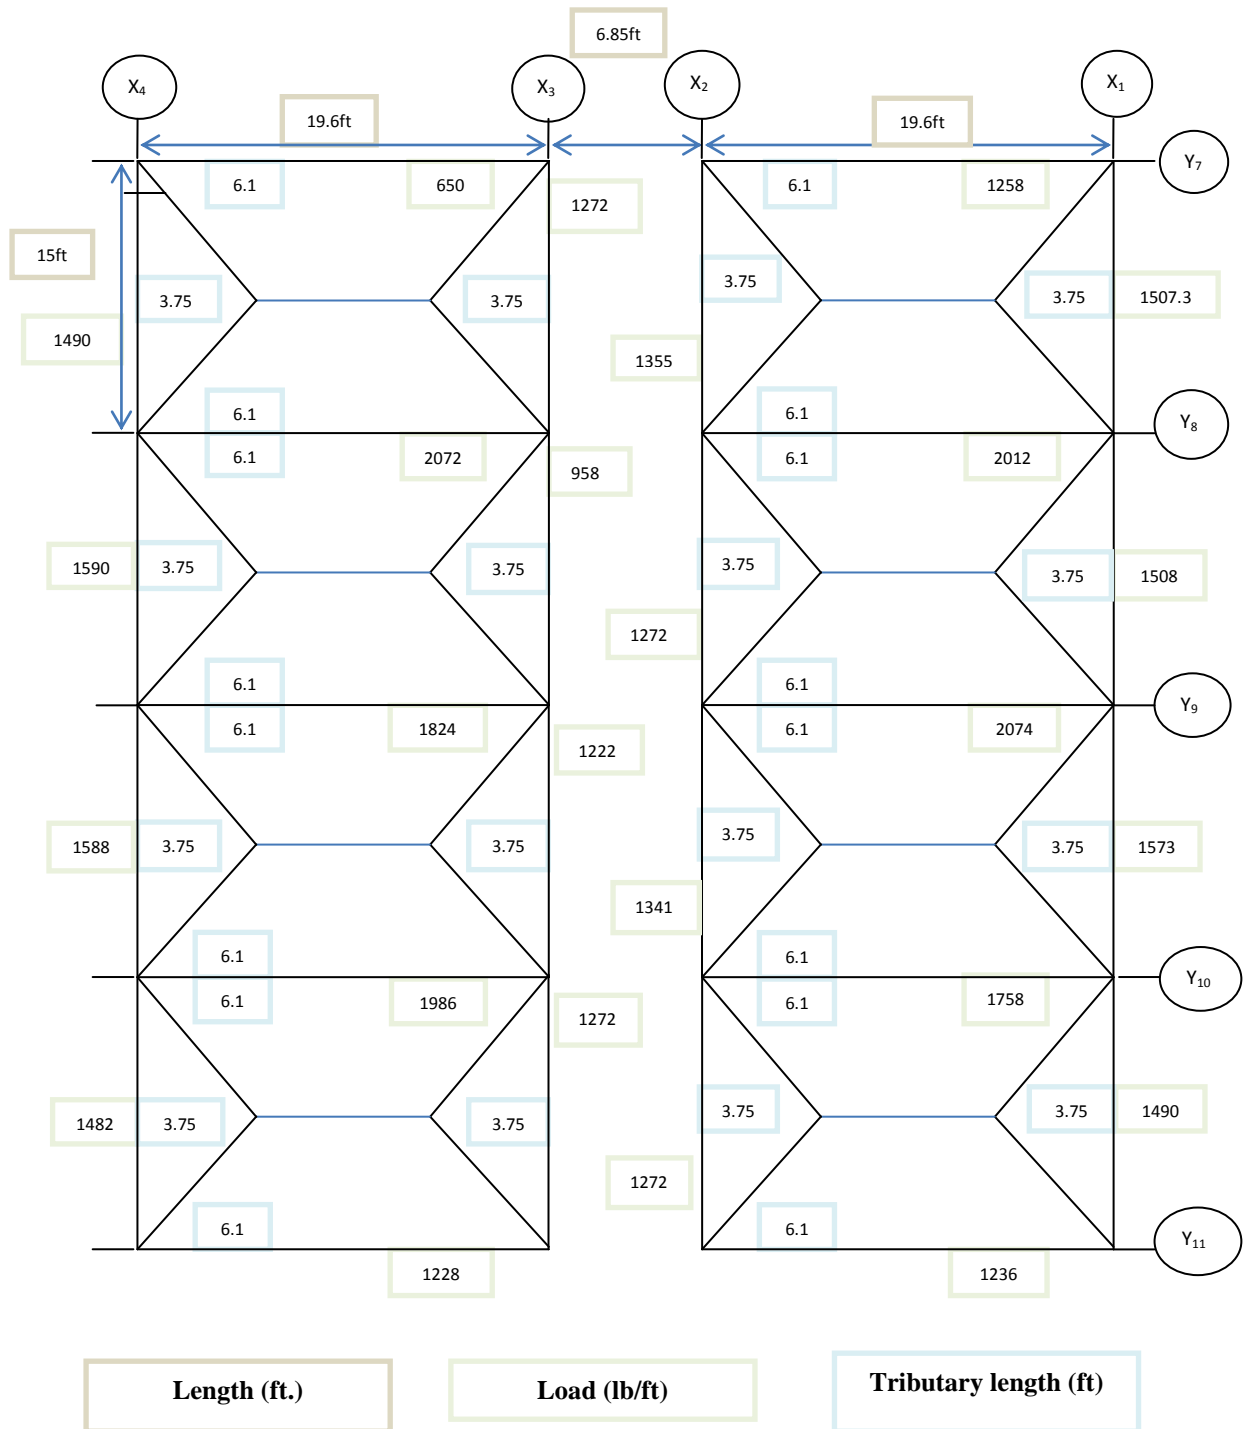 6.85ft
X4 X3 X2 X1
19.6ft 19.6ft
Y7
6.1 650 6.1 1258
1272
15ft
3.75 3.75 3.75 3.75 1507.3
1490 1355
6.1 6.1
Y8
6.1 2072 958 6.1 2012
1590 3.75 3.75 3.75 3.75 1508
1272
6.1 6.1
Y9
6.1 1824 1222 6.1 2074
1588 3.75 3.75 3.75 3.75 1573
1341
6.1 6.1
Y10
6.1 1986 1272 6.1 1758
1482 3.75 3.75 3.75 3.75 1490
1272
6.1 6.1
Y11
1228 1236
Length (ft.) Load (lb/ft) Tributary length (ft)